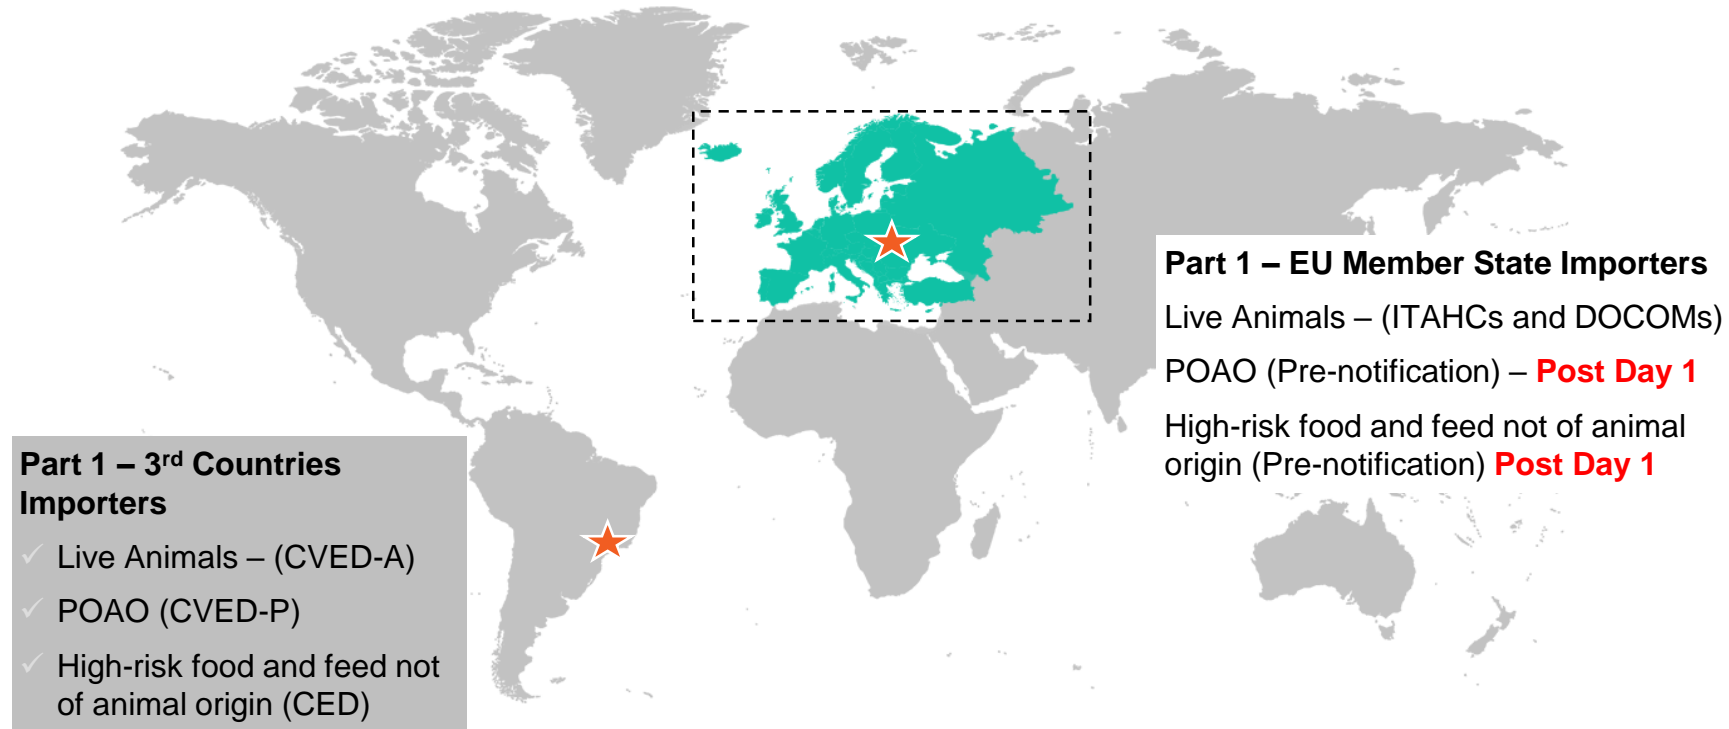 Part 1 – EU Member State Importers
Live Animals – (ITAHCs and DOCOMs)
POAO (Pre-notification) – Post Day 1
High-risk food and feed not of animal
origin (Pre-notification) Post Day 1
Part 1 – 3rd Countries
Importers
✓ Live Animals – (CVED-A)
✓ POAO (CVED-P)
✓ High-risk food and feed not
of animal origin (CED)